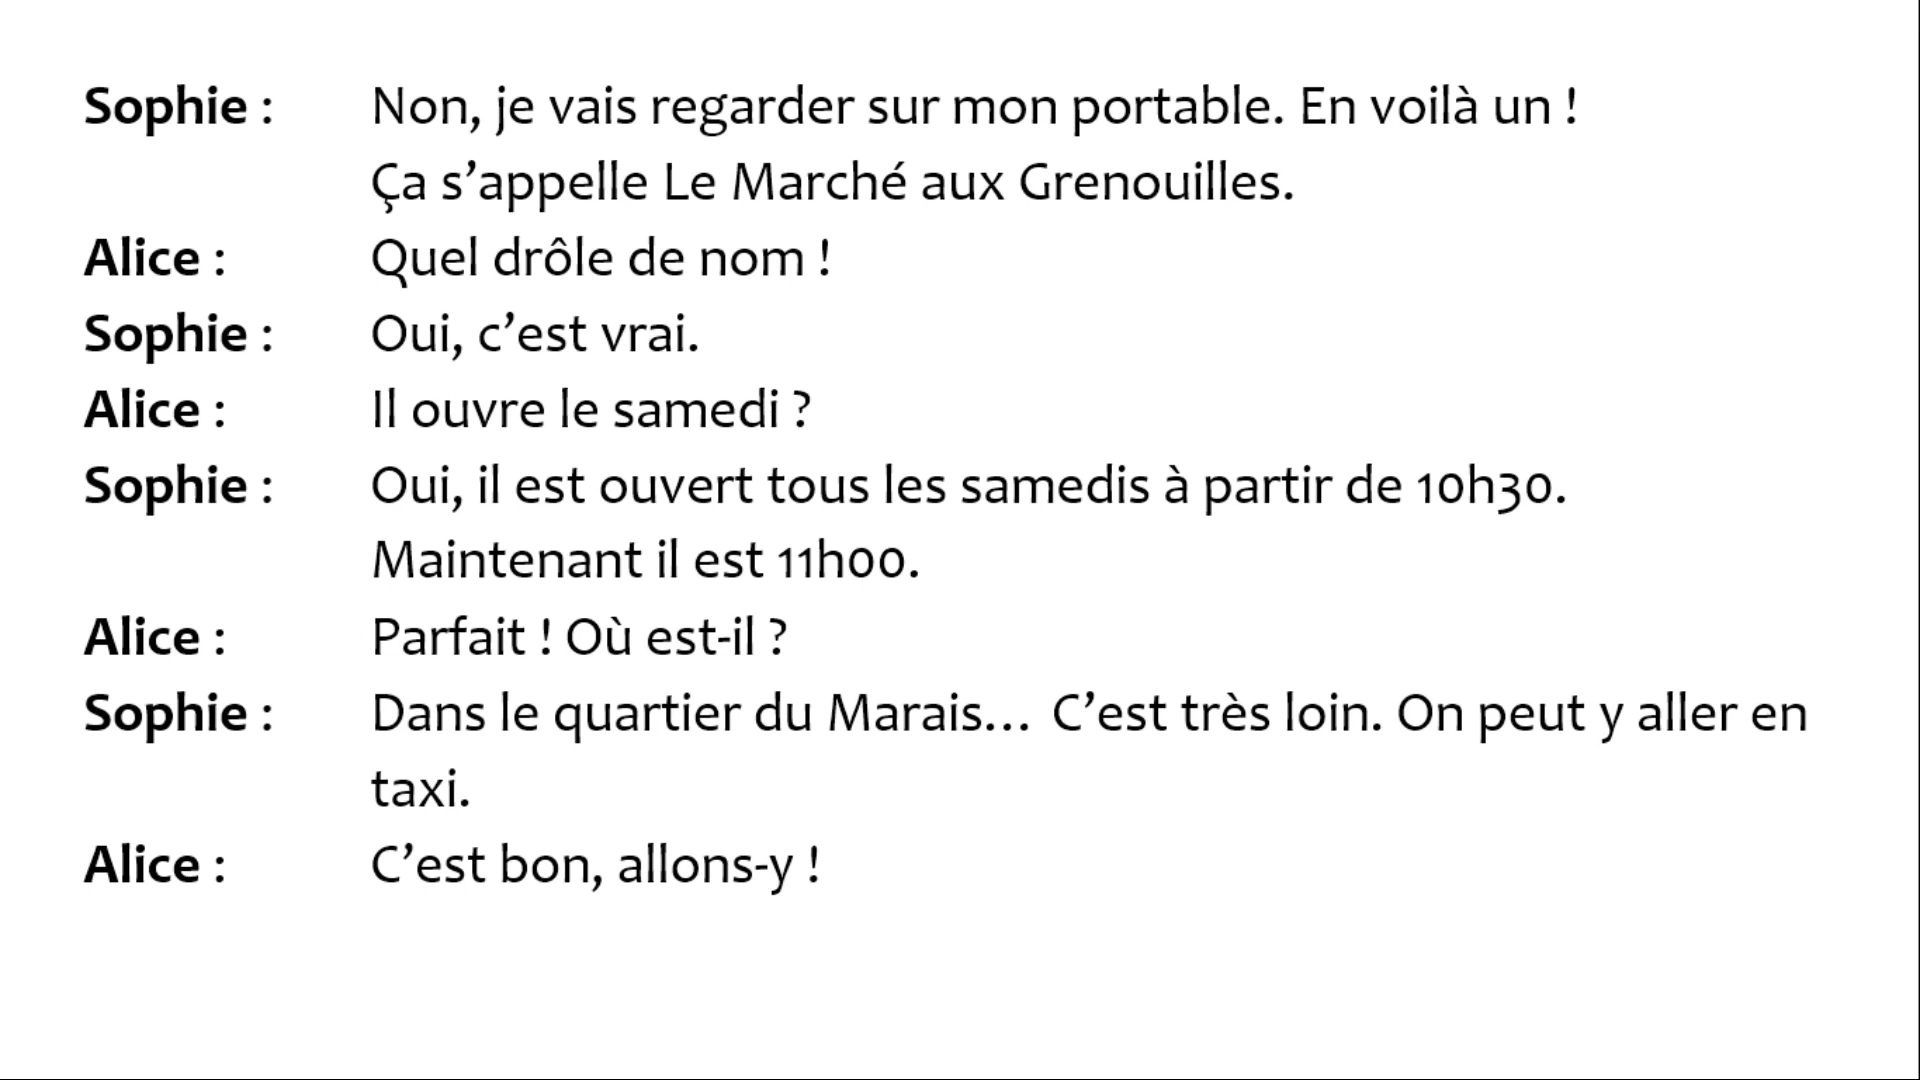 Sophie : Non, je vais regarder sur mon portable. En voilà un !
Ça s’appelle Le Marché aux Grenouilles.
Alice : Quel drôle de nom !
Sophie : Oui, c’est vrai.
Alice : Il ouvre le samedi ?
Sophie : Oui, il est ouvert tous les samedis à partir de 10h30.
Maintenant il est 11h00.
Alice : Parfait ! Où est-il ?
Sophie : Dans le quartier du Marais… C’est très loin. On peut y aller en
taxi.
Alice : C’est bon, allons-y !